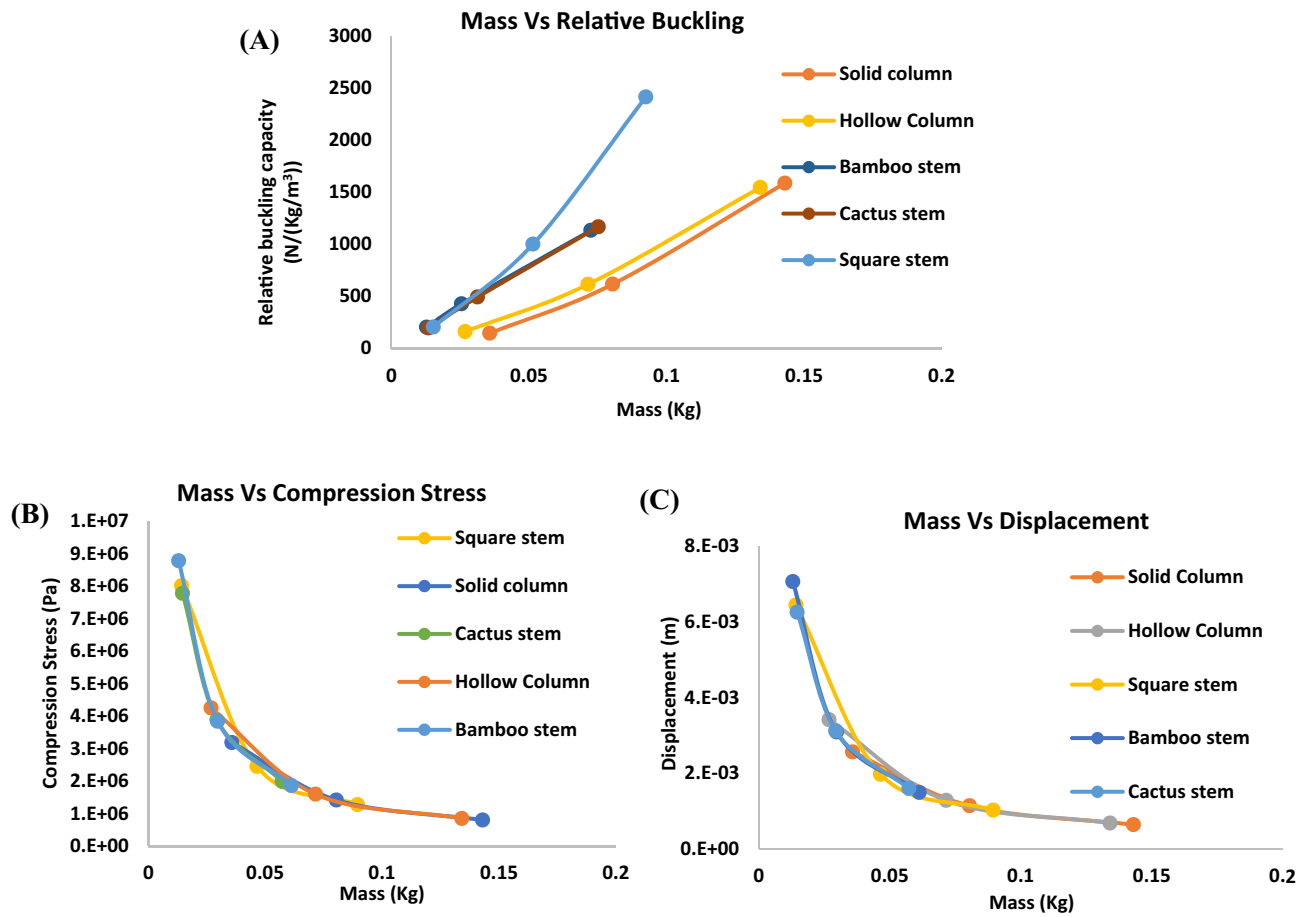 (A)
Mass Vs Relative Buckling
Relative buckling capacity
(N/(Kg/m³))
3000
2500
2000
1500
1000
500
0
0 0.05 0.1 0.15 0.2
Mass (Kg)
Solid column
Hollow Column
Bamboo stem
Cactus stem
Square stem
(B)
Mass Vs Compression Stress
Compression Stress (Pa)
1.E+07
9.E+06
8.E+06
7.E+06
6.E+06
5.E+06
4.E+06
3.E+06
2.E+06
1.E+06
0.E+00
0 0.05 0.1 0.15 0.2
Mass (Kg)
Square stem
Solid column
Cactus stem
Hollow Column
Bamboo stem
(C)
Mass Vs Displacement
Displacement (m)
8.E-03
6.E-03
4.E-03
2.E-03
0.E+00
0 0.05 0.1 0.15 0.2
Mass (Kg)
Solid Column
Hollow Column
Square stem
Bamboo stem
Cactus stem